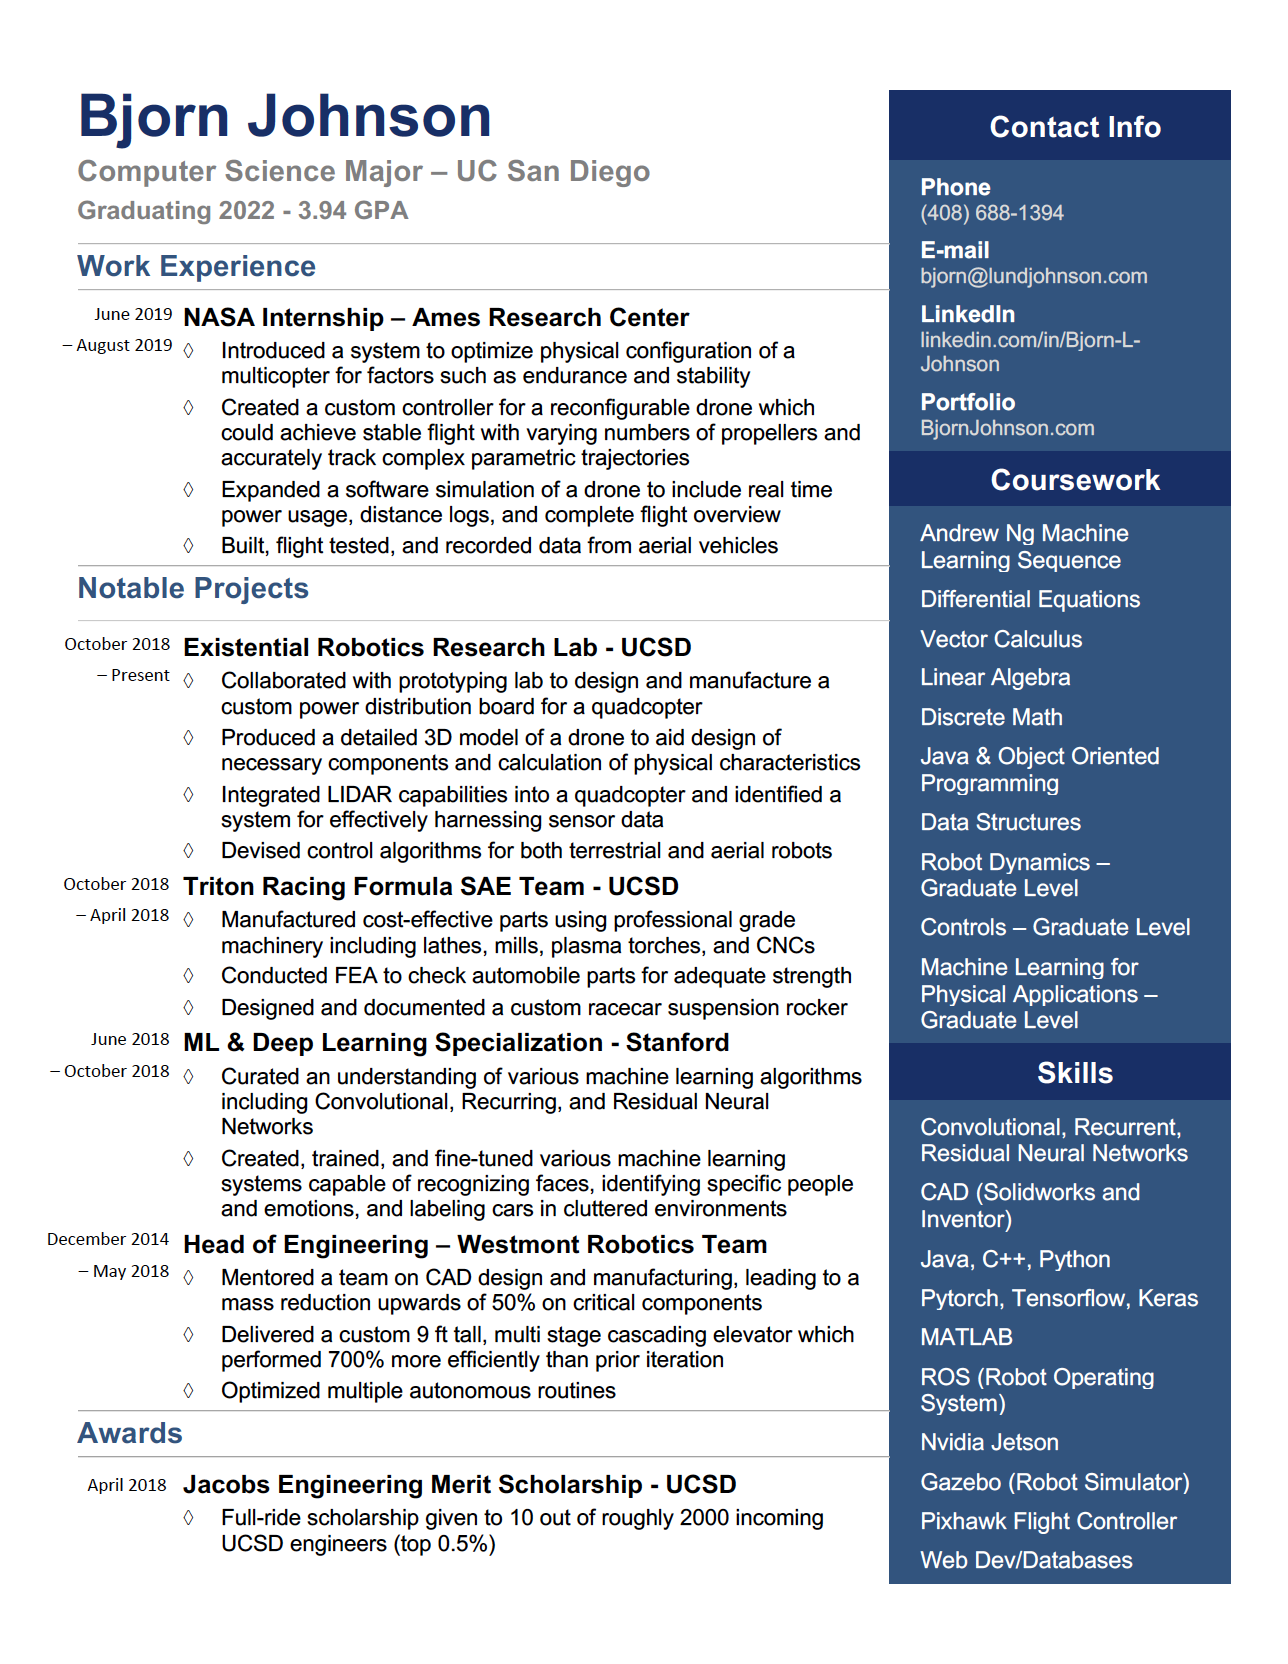 Bjorn Johnson
Computer Science Major – UC San Diego
Graduating 2022 - 3.94 GPA
Work Experience
June 2019
– August 2019
NASA Internship – Ames Research Center
◊ Introduced a system to optimize physical configuration of a
multicopter for factors such as endurance and stability
◊ Created a custom controller for a reconfigurable drone which
could achieve stable flight with varying numbers of propellers and
accurately track complex parametric trajectories
◊ Expanded a software simulation of a drone to include real time
power usage, distance logs, and complete flight overview
◊ Built, flight tested, and recorded data from aerial vehicles
Notable Projects
October 2018
– Present
Existential Robotics Research Lab - UCSD
◊ Collaborated with prototyping lab to design and manufacture a
custom power distribution board for a quadcopter
◊ Produced a detailed 3D model of a drone to aid design of
necessary components and calculation of physical characteristics
◊ Integrated LIDAR capabilities into a quadcopter and identified a
system for effectively harnessing sensor data
◊ Devised control algorithms for both terrestrial and aerial robots
October 2018
– April 2018
Triton Racing Formula SAE Team - UCSD
◊ Manufactured cost-effective parts using professional grade
machinery including lathes, mills, plasma torches, and CNCs
◊ Conducted FEA to check automobile parts for adequate strength
◊ Designed and documented a custom racecar suspension rocker
June 2018
– October 2018
ML & Deep Learning Specialization - Stanford
◊ Curated an understanding of various machine learning algorithms
including Convolutional, Recurring, and Residual Neural
Networks
◊ Created, trained, and fine-tuned various machine learning
systems capable of recognizing faces, identifying specific people
and emotions, and labeling cars in cluttered environments
December 2014
– May 2018
Head of Engineering – Westmont Robotics Team
◊ Mentored a team on CAD design and manufacturing, leading to a
mass reduction upwards of 50% on critical components
◊ Delivered a custom 9 ft tall, multi stage cascading elevator which
performed 700% more efficiently than prior iteration
◊ Optimized multiple autonomous routines
Awards
April 2018
Jacobs Engineering Merit Scholarship - UCSD
◊ Full-ride scholarship given to 10 out of roughly 2000 incoming
UCSD engineers (top 0.5%)
Contact Info
Phone
(408) 688-1394
E-mail
bjorn@lundjohnson.com
LinkedIn
linkedin.com/in/Bjorn-L-
Johnson
Portfolio
BjornJohnson.com
Coursework
Andrew Ng Machine
Learning Sequence
Differential Equations
Vector Calculus
Linear Algebra
Discrete Math
Java & Object Oriented
Programming
Data Structures
Robot Dynamics –
Graduate Level
Controls – Graduate Level
Machine Learning for
Physical Applications –
Graduate Level
Skills
Convolutional, Recurrent,
Residual Neural Networks
CAD (Solidworks and
Inventor)
Java, C++, Python
Pytorch, Tensorflow, Keras
MATLAB
ROS (Robot Operating
System)
Nvidia Jetson
Gazebo (Robot Simulator)
Pixhawk Flight Controller
Web Dev/Databases